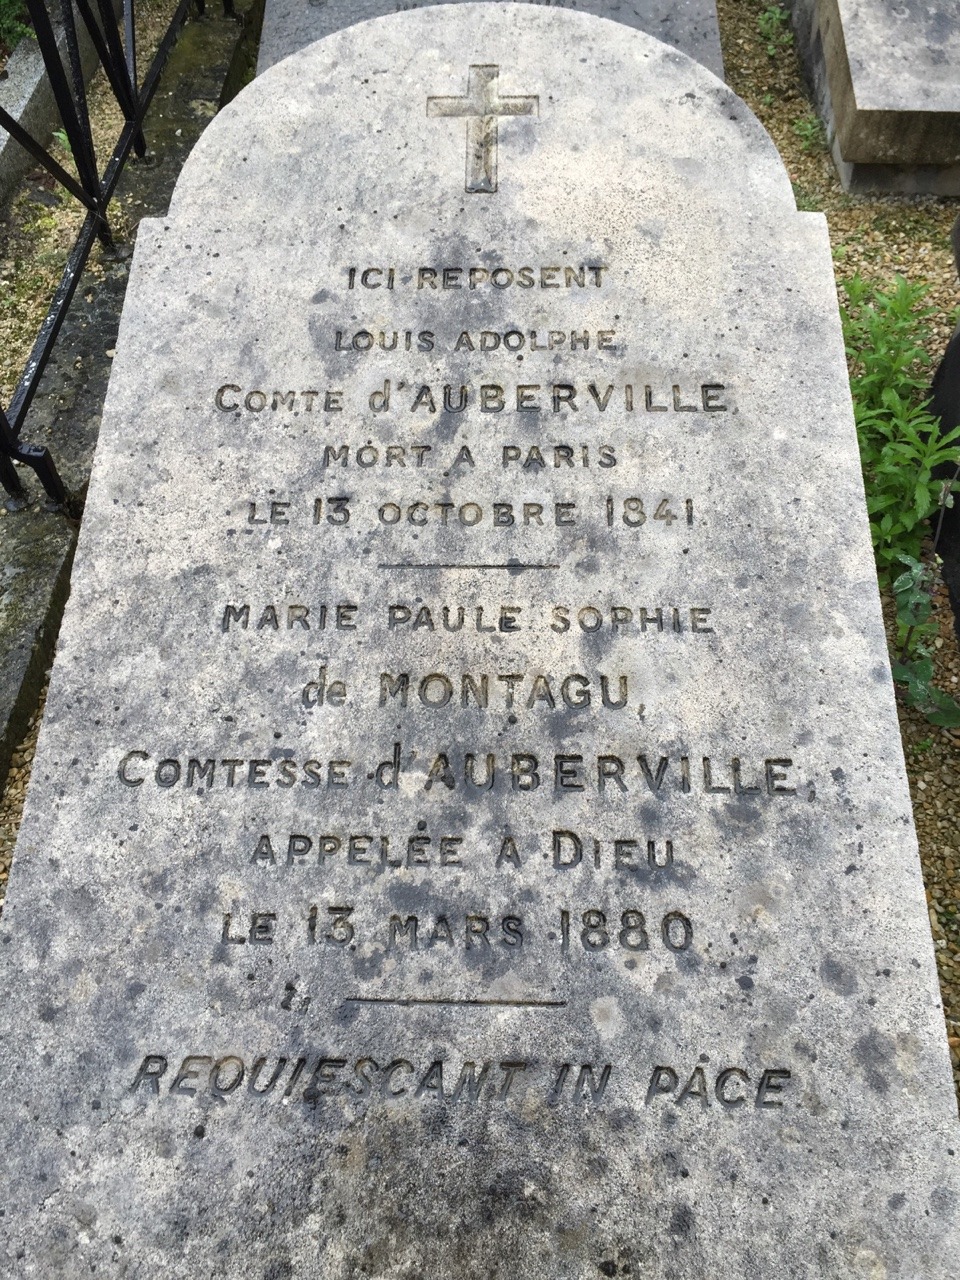 ICI REPOSENT
LOUIS ADOLPHE
COMTE d'AUBERVILLE
MORT A PARIS
LE 13 OCTOBRE 1841.
MARIE PAULE SOPHIE
de MONTAGU,
COMTESSE d'AUBERVILLE,
APPELÉE A DIEU
LE 13 MARS 1880.
REQUIESCANT IN PACE.